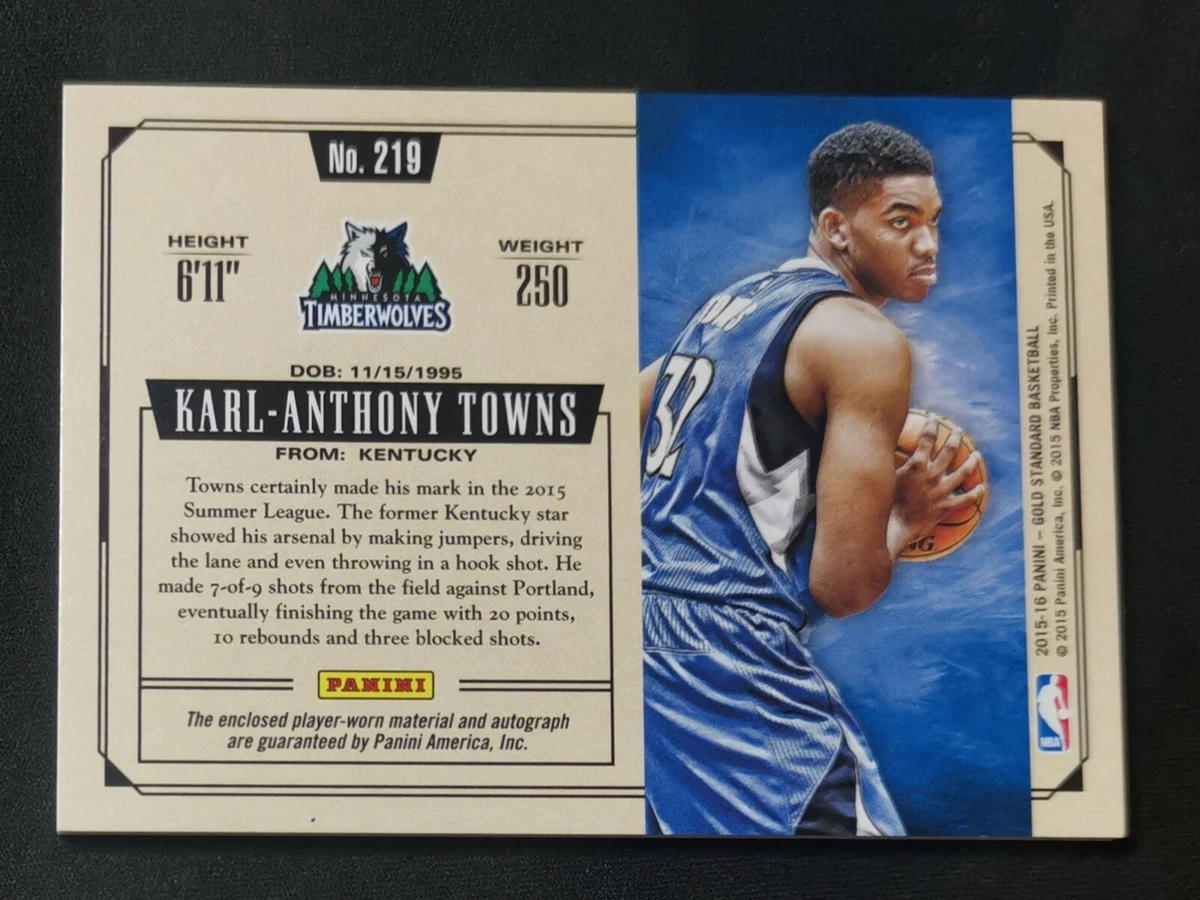 No. 219
HEIGHT
6'11"
MINNESOTA
TIMBERWOLVES
WEIGHT
250
DOB: 11/15/1995
KARL-ANTHONY TOWNS
FROM: KENTUCKY
Towns certainly made his mark in the 2015
Summer League. The former Kentucky star
showed his arsenal by making jumpers, driving
the lane and even throwing in a hook shot. He
made 7-of-9 shots from the field against Portland,
eventually finishing the game with 20 points,
10 rebounds and three blocked shots.
PANINI
The enclosed player-worn material and autograph
are guaranteed by Panini America, Inc.
32
NG
2015-16 PANINI – GOLD STANDARD BASKETBALL
© 2015 Panini America, Inc. © 2015 NBA Properties, Inc. Printed in the USA.
NBA